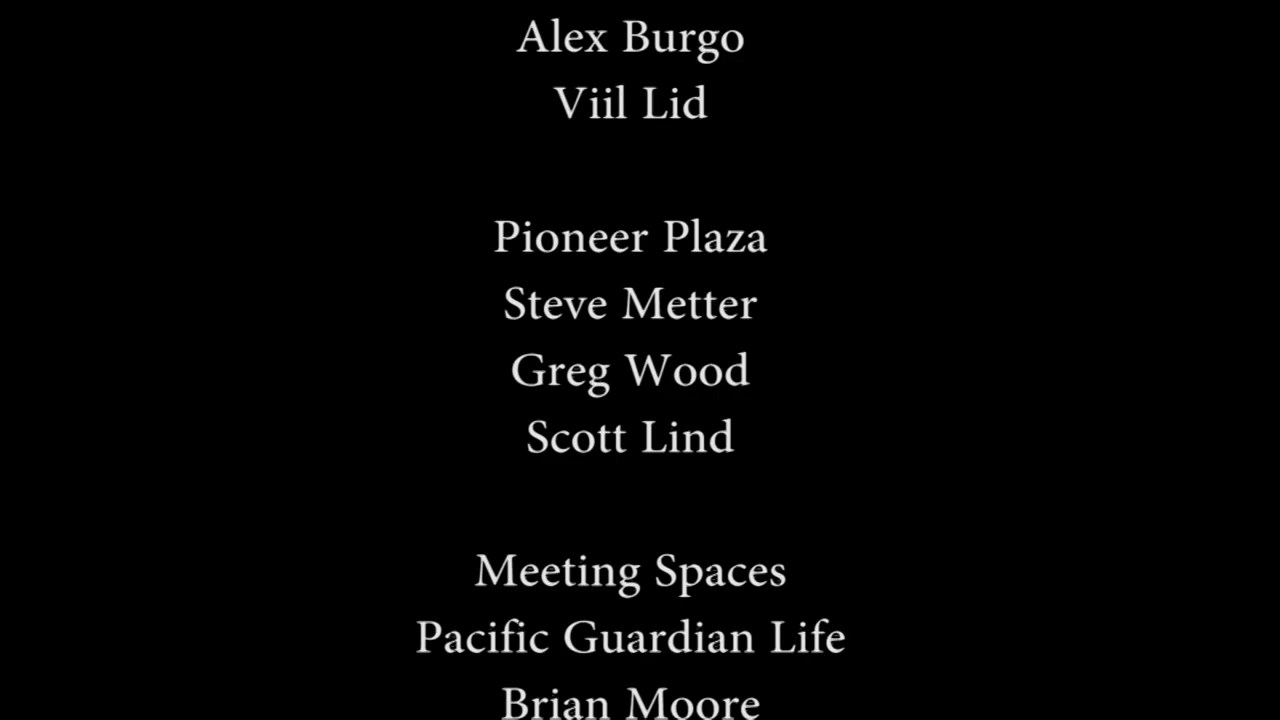 Alex Burgo
Viil Lid
Pioneer Plaza
Steve Metter
Greg Wood
Scott Lind
Meeting Spaces
Pacific Guardian Life
Brian Moore